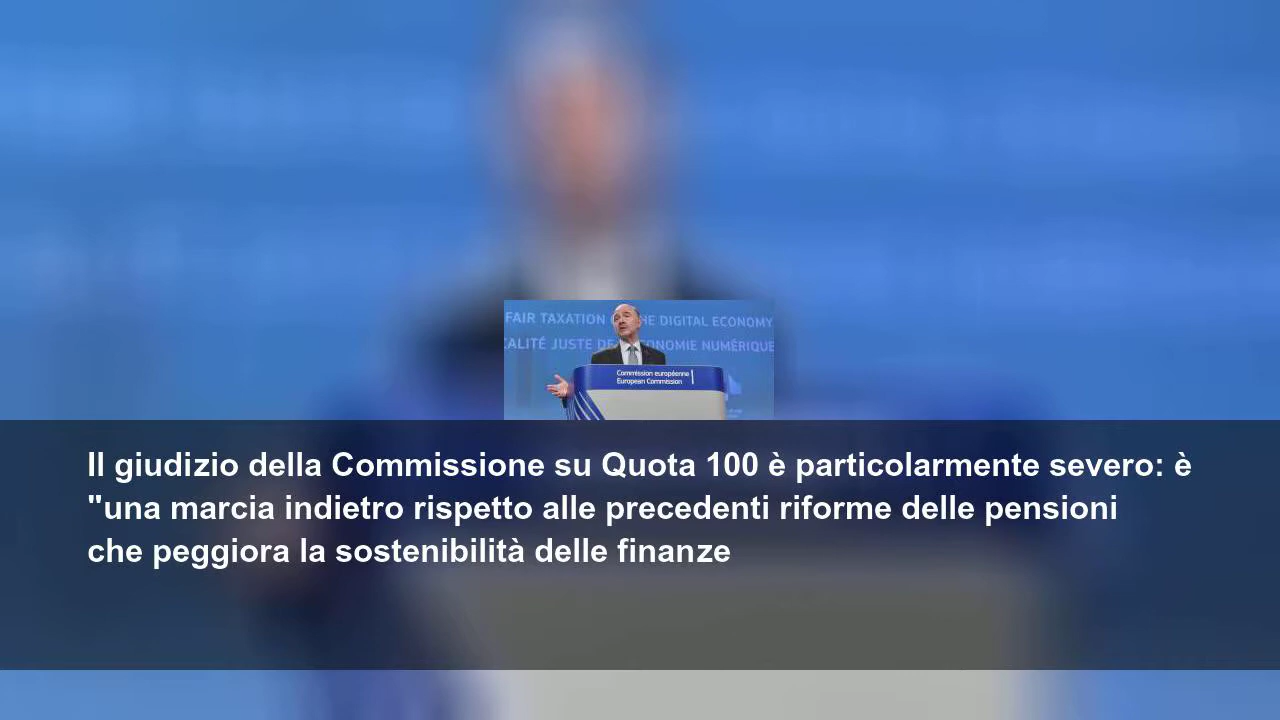 FAIR TAXATION HE DIGITAL ECONOMY
CALITÉ JUSTE DE ONOMIE NUMÉRIQUE
Commission européenne
European Commission
Il giudizio della Commissione su Quota 100 è particolarmente severo: è
"una marcia indietro rispetto alle precedenti riforme delle pensioni
che peggiora la sostenibilità delle finanze